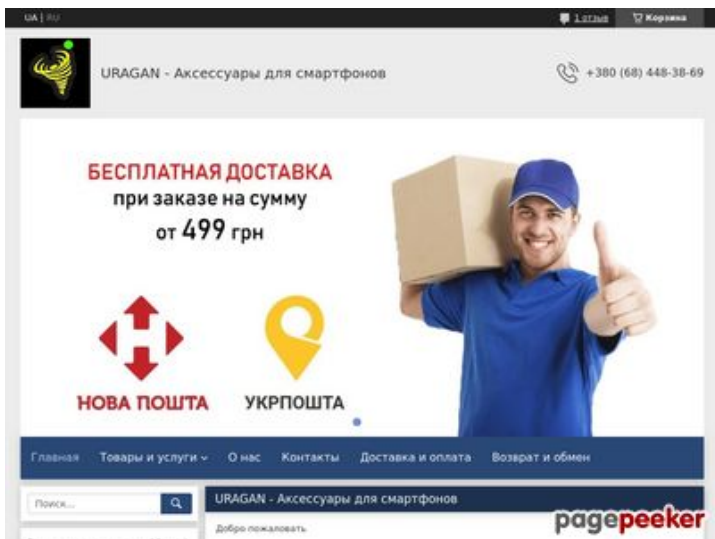 UA | RU
1 отзыв
Корзина
URAGAN - Аксессуары для смартфонов
+380 (68) 448-38-69
БЕСПЛАТНАЯ ДОСТАВКА
при заказе на сумму
от 499 грн
НОВА ПОШТА
УКРПОШТА
Главная Товары и услуги О нас Контакты Доставка и оплата Возврат и обмен
Поиск...
URAGAN - Аксессуары для смартфонов
Добро пожаловать
pagepeeker